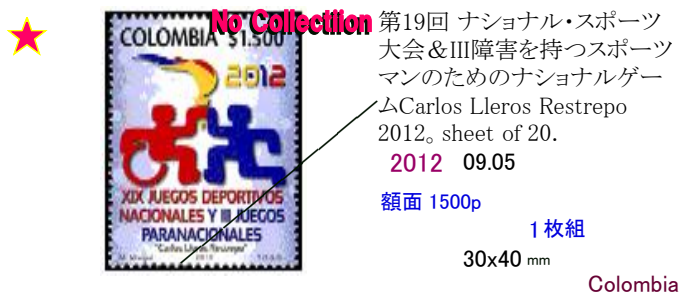 No Collectiion
COLOMBIA $1.500
2012
XIX JUEGOS DEPORTIVOS
NACIONALES Y III JUEGOS
PARANACIONALES
"Carlos Lleras Restrepo"
第19回 ナショナル・スポーツ
大会&III障害を持つスポーツ
マンのためのナショナルゲー
ムCarlos Lleros Restrepo
2012。sheet of 20.
2012 09.05
額面 1500p
1枚組
30x40 mm
Colombia